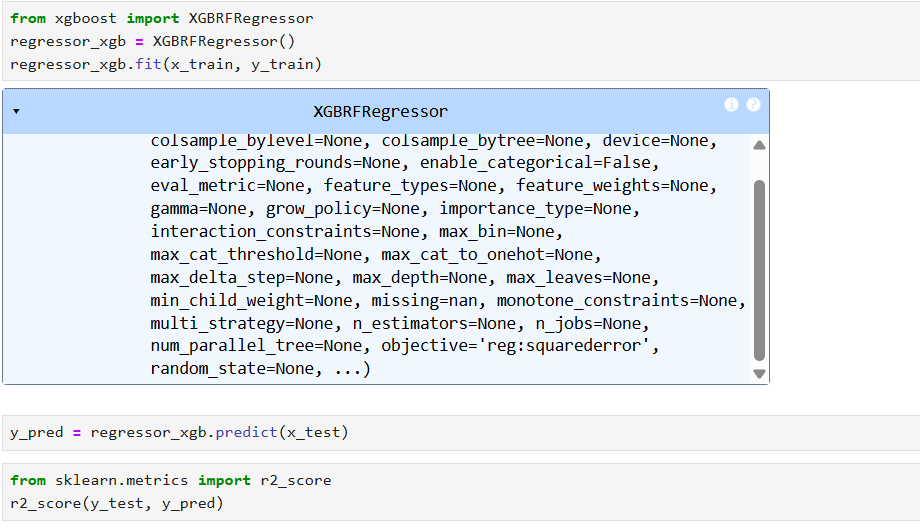 from xgboost import XGBRFRegressor
regressor_xgb = XGBRFRegressor()
regressor_xgb.fit(x_train, y_train)
▾ XGBRFRegressor i ?
colsample_bylevel=None, colsample_bytree=None, device=None,
early_stopping_rounds=None, enable_categorical=False,
eval_metric=None, feature_types=None, feature_weights=None,
gamma=None, grow_policy=None, importance_type=None,
interaction_constraints=None, max_bin=None,
max_cat_threshold=None, max_cat_to_onehot=None,
max_delta_step=None, max_depth=None, max_leaves=None,
min_child_weight=None, missing=nan, monotone_constraints=None,
multi_strategy=None, n_estimators=None, n_jobs=None,
num_parallel_tree=None, objective='reg:squarederror',
random_state=None, ...)
y_pred = regressor_xgb.predict(x_test)
from sklearn.metrics import r2_score
r2_score(y_test, y_pred)